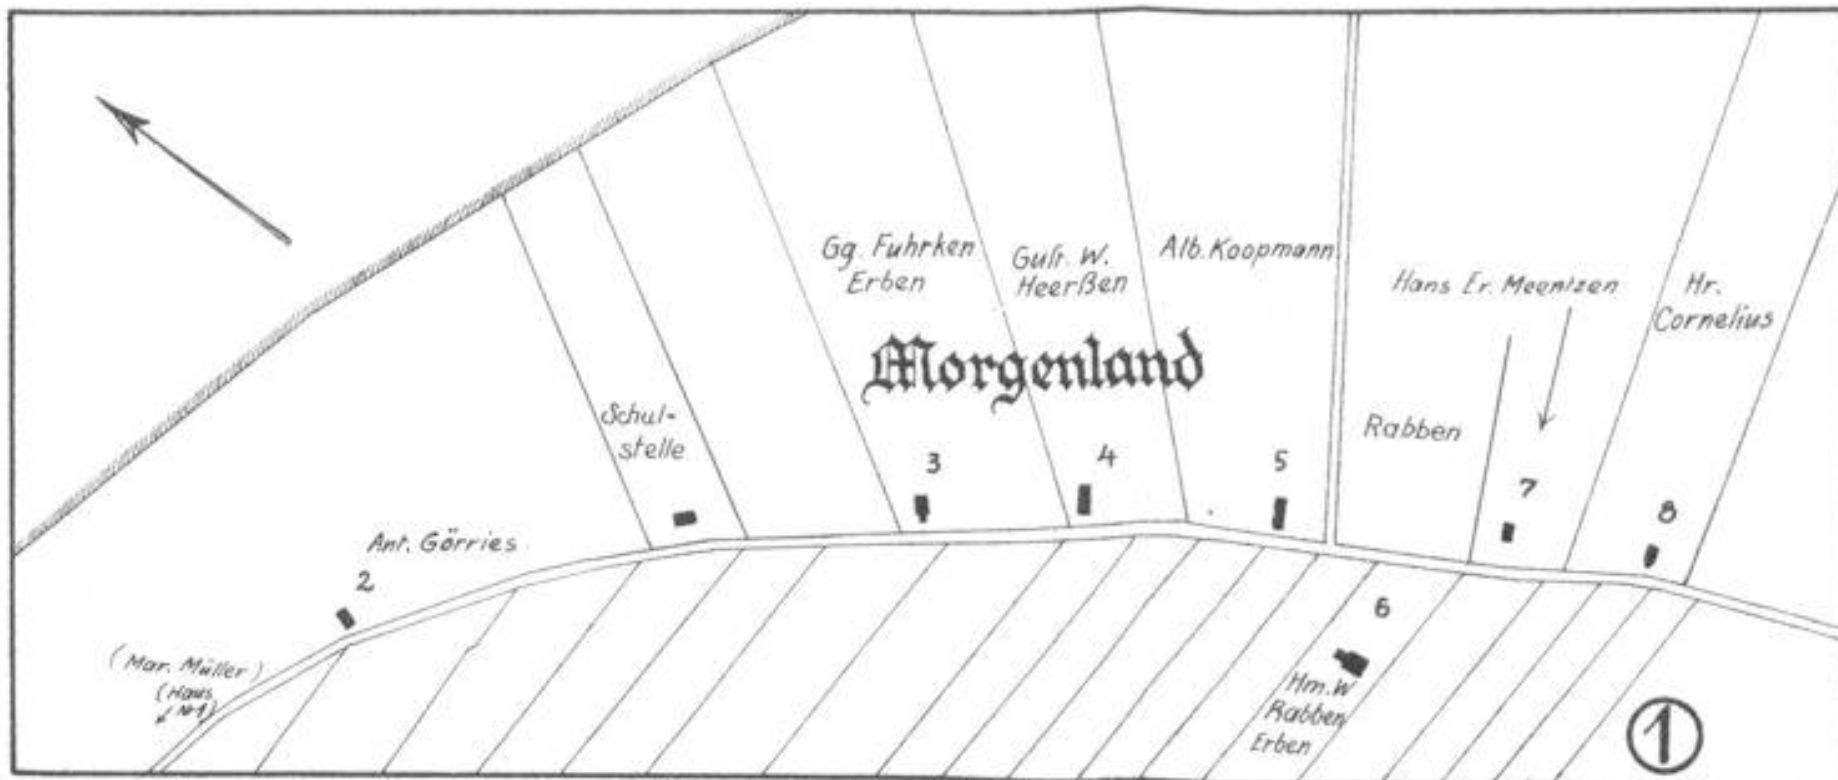 Gg. Fuhrken
Erben
Gust. W.
Heerßen
Alb. Koopmann
Hans Er. Meentzen
Hr.
Cornelius
Morgenland
Schul-
stelle
Rabben
3
4
5
7
8
Ant. Görries
2
6
(Mar. Müller)
(Haus
Nr 1)
Hm. W
Rabben
Erben
1